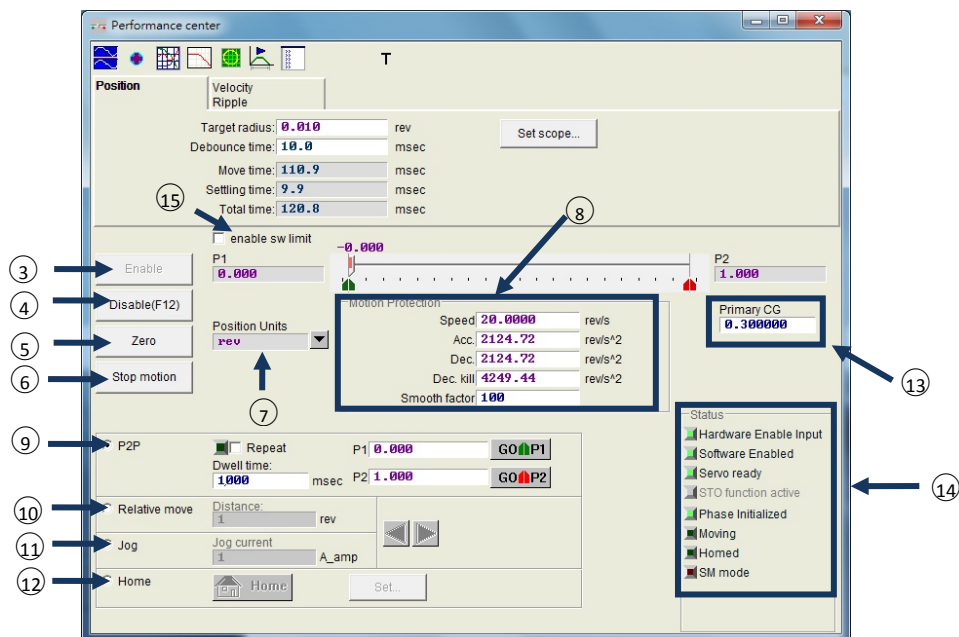 Performance center
T
Position
Velocity
Ripple
Target radius: 0.010 rev
Set scope...
Debounce time: 10.0 msec
Move time: 110.9 msec
Settling time: 9.9 msec
Total time: 120.8 msec
15
8
enable sw limit
-0.000
3
Enable
P1
0.000
P2
1.000
4
Disable(F12)
Motion Protection
Primary CG
0.300000
Speed 20.0000 rev/s
5
Zero
Position Units
rev
Acc. 2124.72 rev/s^2
Dec. 2124.72 rev/s^2
6
Stop motion
Dec. kill 4249.44 rev/s^2
13
7
Smooth factor 100
Status
9
P2P
Repeat
P1 0.000
GO P1
Hardware Enable Input
Software Enabled
Dwell time:
1000 msec
P2 1.000
GO P2
Servo ready
STO function active
14
10
Relative move
Distance:
1 rev
Phase Initialized
Moving
11
Jog
Jog current
1 A_amp
Homed
SM mode
12
Home
Home
Set...